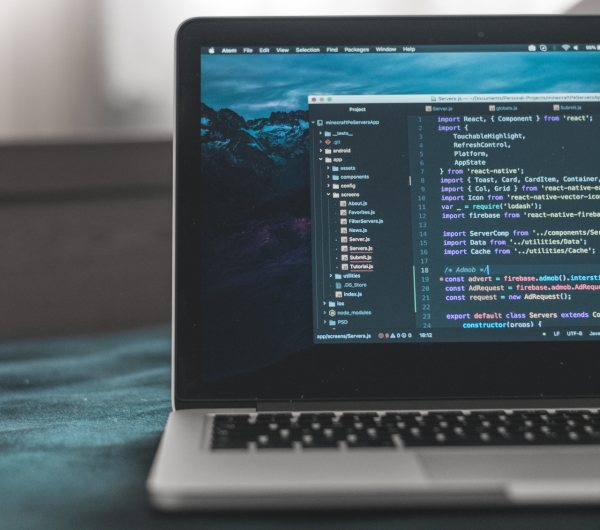 Atom File Edit View Selection Find Packages Window Help
Project
Servers.js — ~/Documents/Personal-Projects/minecraftPeServersApp
minecraftPeServersApp
__tests__
.git
android
app
assets
components
config
screens
About.js
Favorites.js
FilterServers.js
News.js
Server.js
Servers.js
Submit.js
Tutorial.js
utilities
.DS_Store
index.js
ios
node_modules
PSD
app/screens/Servers.js 18:12
Server.js globals.js Submit.js
1 import React, { Component } from 'react';
2 import {
3 TouchableHighlight,
4 RefreshControl,
5 Platform,
6 AppState
7 } from 'react-native';
8 import { Toast, Card, CardItem, Container,
9 import { Col, Grid } from 'react-native-ea
10 import Icon from 'react-native-vector-ico
11 var _ = require('lodash');
12 import firebase from 'react-native-fireba
13
14 import ServerComp from '../components/Ser
15 import Data from '../utilities/Data';
16 import Cache from '../utilities/Cache';
17
18 /* Admob */
19 const advert = firebase.admob().intersti
20 const AdRequest = firebase.admob.AdReque
21 const request = new AdRequest();
22
23 export default class Servers extends Co
24 constructor(props) {
LF UTF-8 Java